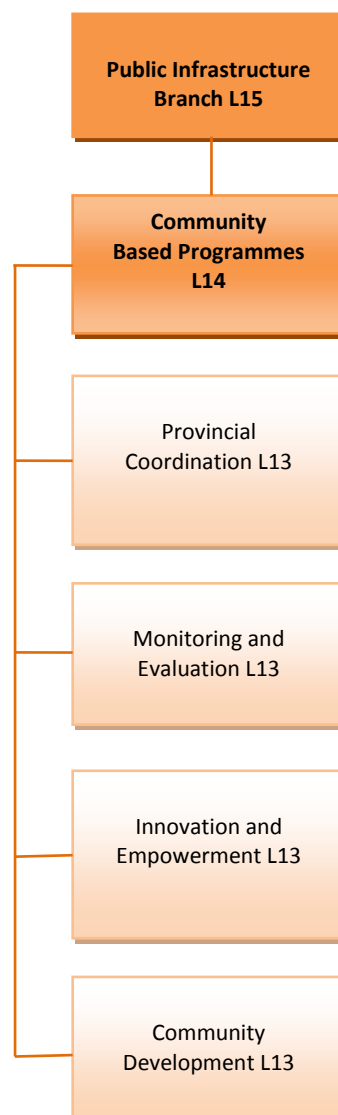 Public Infrastructure
Branch L15
Community
Based Programmes
L14
Provincial
Coordination L13
Monitoring and
Evaluation L13
Innovation and
Empowerment L13
Community
Development L13